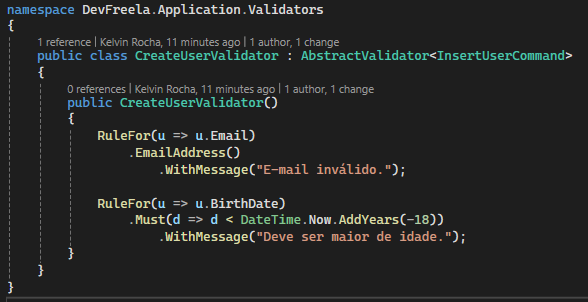 namespace DevFreela.Application.Validators
{
1 reference | Kelvin Rocha, 11 minutes ago | 1 author, 1 change
public class CreateUserValidator : AbstractValidator<InsertUserCommand>
{
0 references | Kelvin Rocha, 11 minutes ago | 1 author, 1 change
public CreateUserValidator()
{
RuleFor(u => u.Email)
.EmailAddress()
.WithMessage("E-mail inválido.");
RuleFor(u => u.BirthDate)
.Must(d => d < DateTime.Now.AddYears(-18))
.WithMessage("Deve ser maior de idade.");
}
}
}